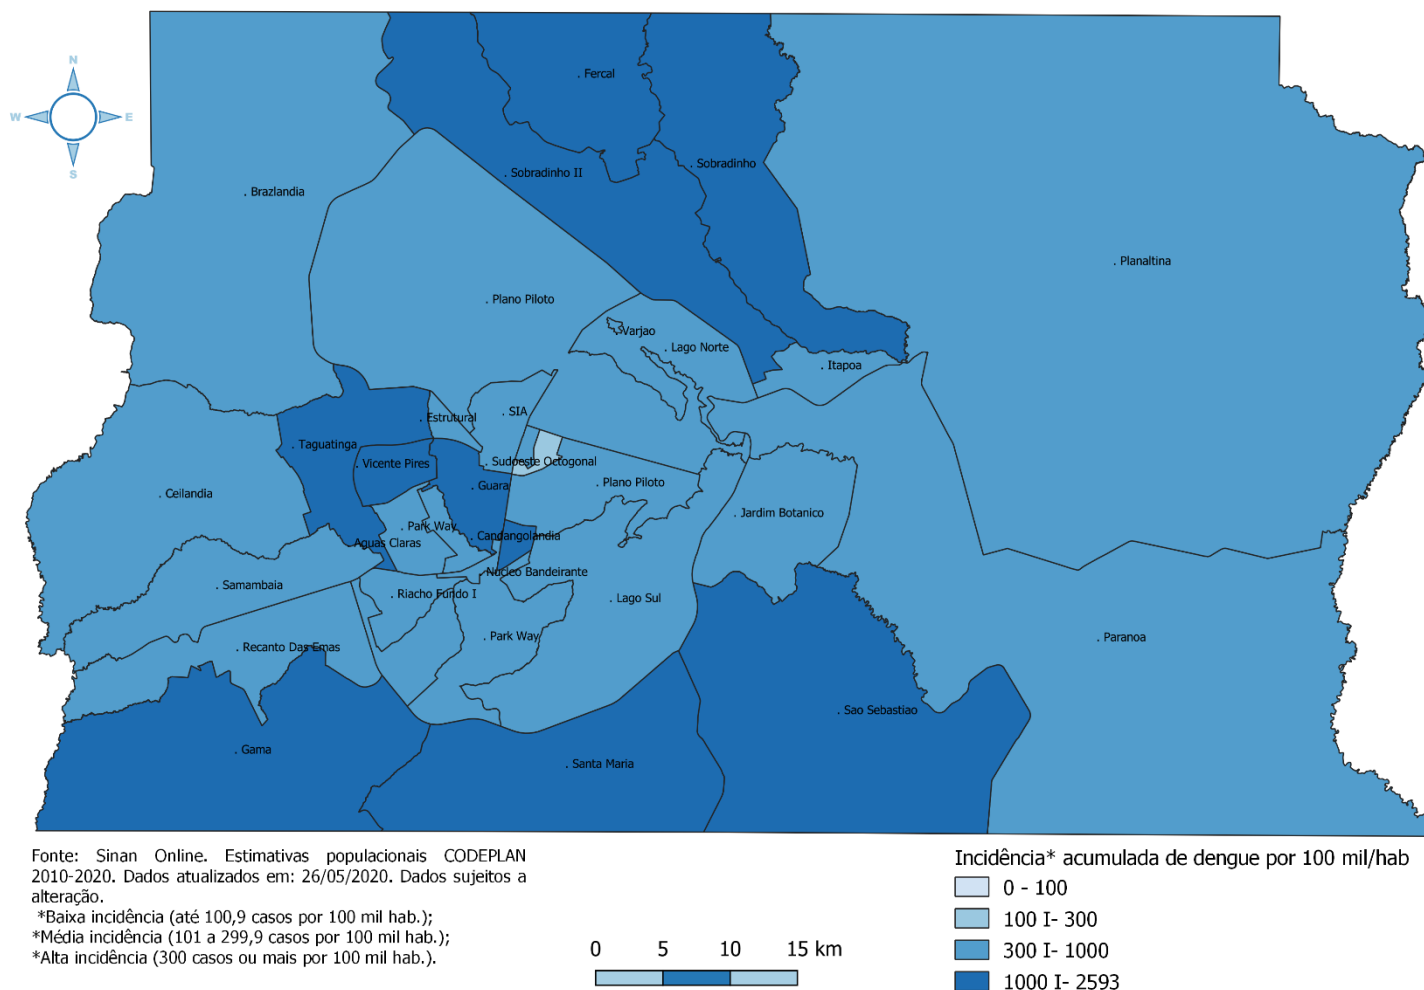 N
W
E
S
. Fercal
. Sobradinho
. Sobradinho II
. Brazlandia
. Planaltina
. Plano Piloto
. Varjao
. Lago Norte
. Itapoa
. Estrutural
. SIA
. Taguatinga
. Vicente Pires
. Sudoeste Octogonal
. Plano Piloto
. Guara
. Ceilandia
. Jardim Botanico
. Park Way
. Candangolandia
. Aguas Claras
. Nucleo Bandeirante
. Samambaia
. Riacho Fundo I
. Lago Sul
. Park Way
. Paranoa
. Recanto Das Emas
. Sao Sebastiao
. Gama
. Santa Maria
Fonte: Sinan Online. Estimativas populacionais CODEPLAN
2010-2020. Dados atualizados em: 26/05/2020. Dados sujeitos a
alteração.
*Baixa incidência (até 100,9 casos por 100 mil hab.);
*Média incidência (101 a 299,9 casos por 100 mil hab.);
*Alta incidência (300 casos ou mais por 100 mil hab.).
0 5 10 15 km
Incidência* acumulada de dengue por 100 mil/hab
0 - 100
100 I- 300
300 I- 1000
1000 I- 2593